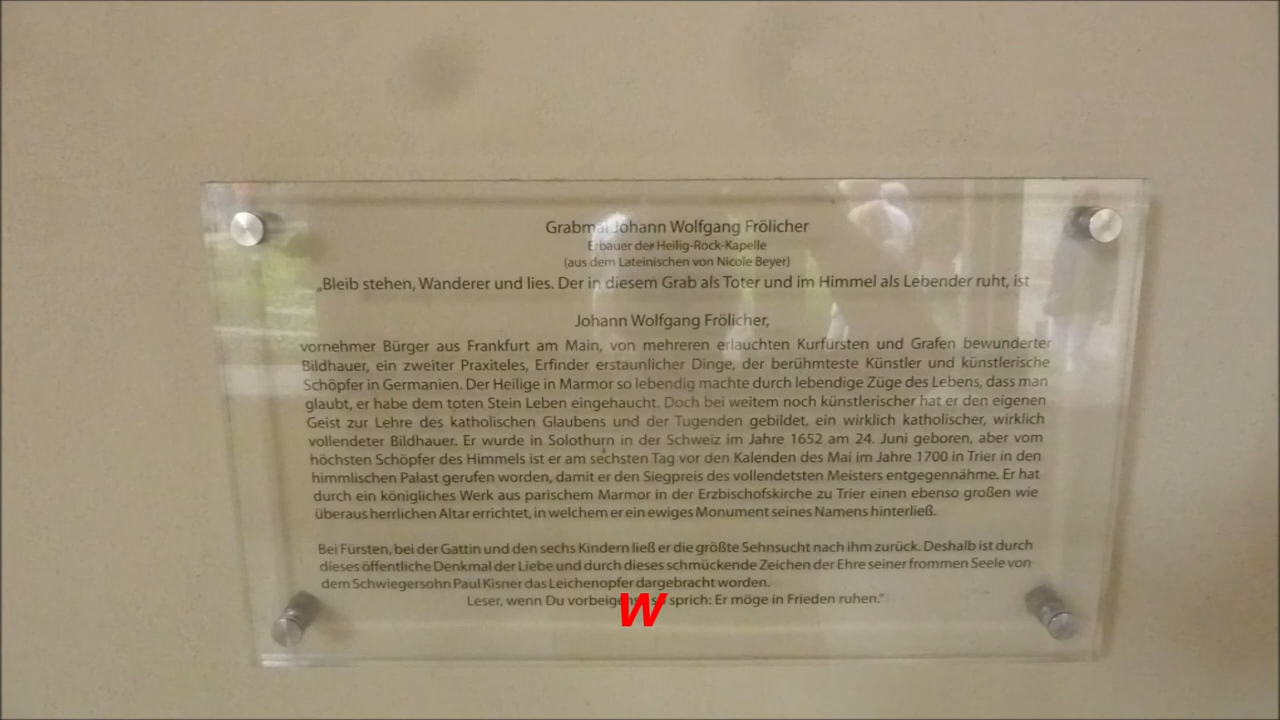 Grabmal Johann Wolfgang Frölicher
Erbauer der Heilig-Rock-Kapelle
(aus dem Lateinischen von Nicole Beyer)
„Bleib stehen, Wanderer und lies. Der in diesem Grab als Toter und im Himmel als Lebender ruht, ist
Johann Wolfgang Frölicher,
vornehmer Bürger aus Frankfurt am Main, von mehreren erlauchten Kurfürsten und Grafen bewunderter
Bildhauer, ein zweiter Praxiteles, Erfinder erstaunlicher Dinge, der berühmteste Künstler und künstlerische
Schöpfer in Germanien. Der Heilige in Marmor so lebendig machte durch lebendige Züge des Lebens, dass man
glaubt, er habe dem toten Stein Leben eingehaucht. Doch bei weitem noch künstlerischer hat er den eigenen
Geist zur Lehre des katholischen Glaubens und der Tugenden gebildet, ein wirklich katholischer, wirklich
vollendeter Bildhauer. Er wurde in Solothurn in der Schweiz im Jahre 1652 am 24. Juni geboren, aber vom
höchsten Schöpfer des Himmels ist er am sechsten Tag vor den Kalenden des Mai im Jahre 1700 in Trier in den
himmlischen Palast gerufen worden, damit er den Siegpreis des vollendetsten Meisters entgegennähme. Er hat
durch ein königliches Werk aus parischem Marmor in der Erzbischofskirche zu Trier einen ebenso großen wie
überaus herrlichen Altar errichtet, in welchem er ein ewiges Monument seines Namens hinterließ.
Bei Fürsten, bei der Gattin und den sechs Kindern ließ er die größte Sehnsucht nach ihm zurück. Deshalb ist durch
dieses öffentliche Denkmal der Liebe und durch dieses schmückende Zeichen der Ehre seiner frommen Seele von
dem Schwiegersohn Paul Kisner das Leichenopfer dargebracht worden.
Leser, wenn Du sprich: Er möge in Frieden ruhen."
W